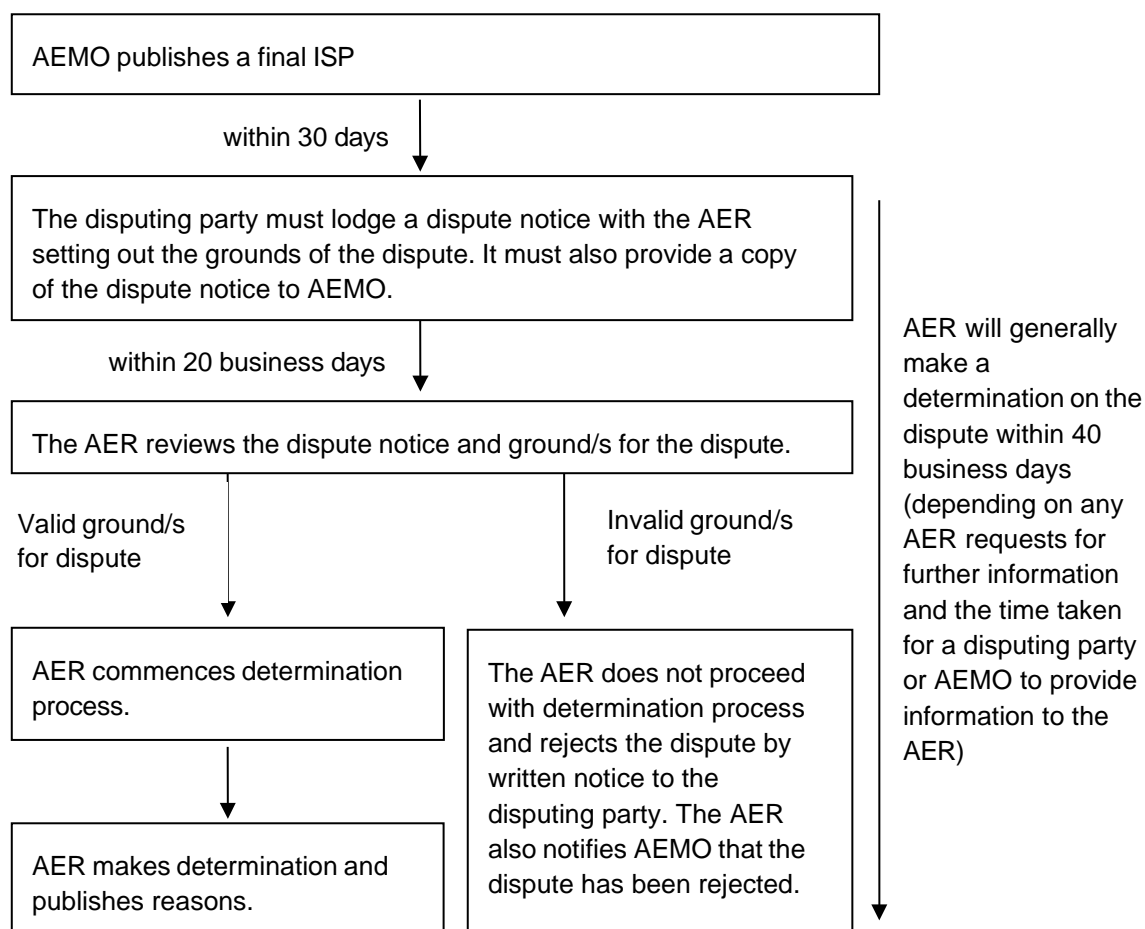 AEMO publishes a final ISP
within 30 days
The disputing party must lodge a dispute notice with the AER
setting out the grounds of the dispute. It must also provide a copy
of the dispute notice to AEMO.
within 20 business days
The AER reviews the dispute notice and ground/s for the dispute.
Valid ground/s
for dispute
Invalid ground/s
for dispute
AER commences determination
process.
The AER does not proceed
with determination process
and rejects the dispute by
written notice to the
disputing party. The AER
also notifies AEMO that the
dispute has been rejected.
AER makes determination and
publishes reasons.
AER will generally
make a
determination on the
dispute within 40
business days
(depending on any
AER requests for
further information
and the time taken
for a disputing party
or AEMO to provide
information to the
AER)